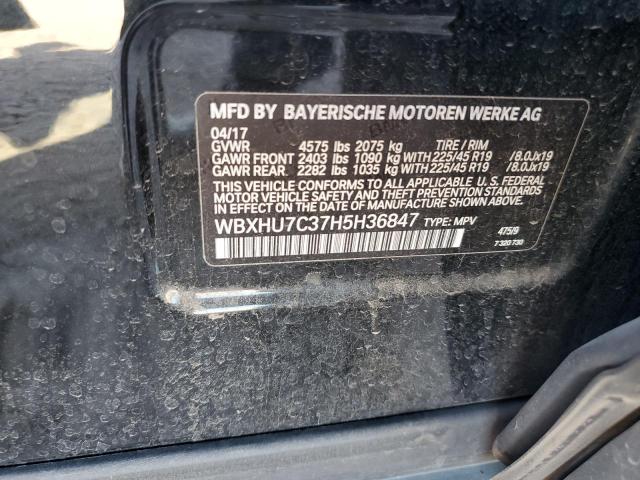 MFD BY BAYERISCHE MOTOREN WERKE AG
04/17
GVWR 4575 lbs 2075 kg TIRE / RIM
GAWR FRONT 2403 lbs 1090 kg WITH 225/45 R19 /8.0Jx19
GAWR REAR 2282 lbs 1035 kg WITH 225/45 R19 /8.0Jx19
THIS VEHICLE CONFORMS TO ALL APPLICABLE U.S. FEDERAL
MOTOR VEHICLE SAFETY, BUMPER, AND THEFT PREVENTION STANDARDS
IN EFFECT ON THE DATE OF MANUFACTURE SHOWN ABOVE.
WBXHU7C37H5H36847 TYPE: MPV
475/9
7 320 730